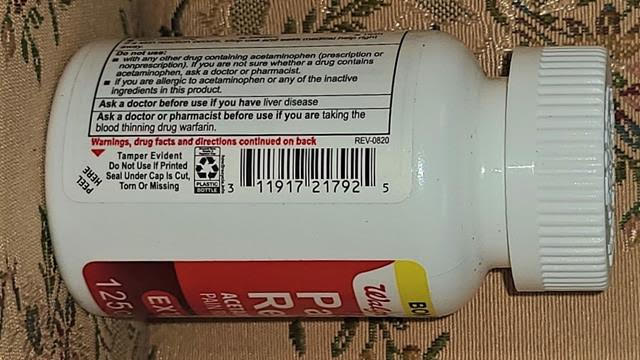 away.
Do not use:
■ with any other drug containing acetaminophen (prescription or
nonprescription). If you are not sure whether a drug contains
acetaminophen, ask a doctor or pharmacist.
■ if you are allergic to acetaminophen or any of the inactive
ingredients in this product.
Ask a doctor before use if you have liver disease
Ask a doctor or pharmacist before use if you are taking the
blood thinning drug warfarin.
Warnings, drug facts and directions continued on back
REV-0820
PEEL
HERE
Tamper Evident
Do Not Use If Printed
Seal Under Cap Is Cut,
Torn Or Missing
PLASTIC
BOTTLE
3 11917 21792 5